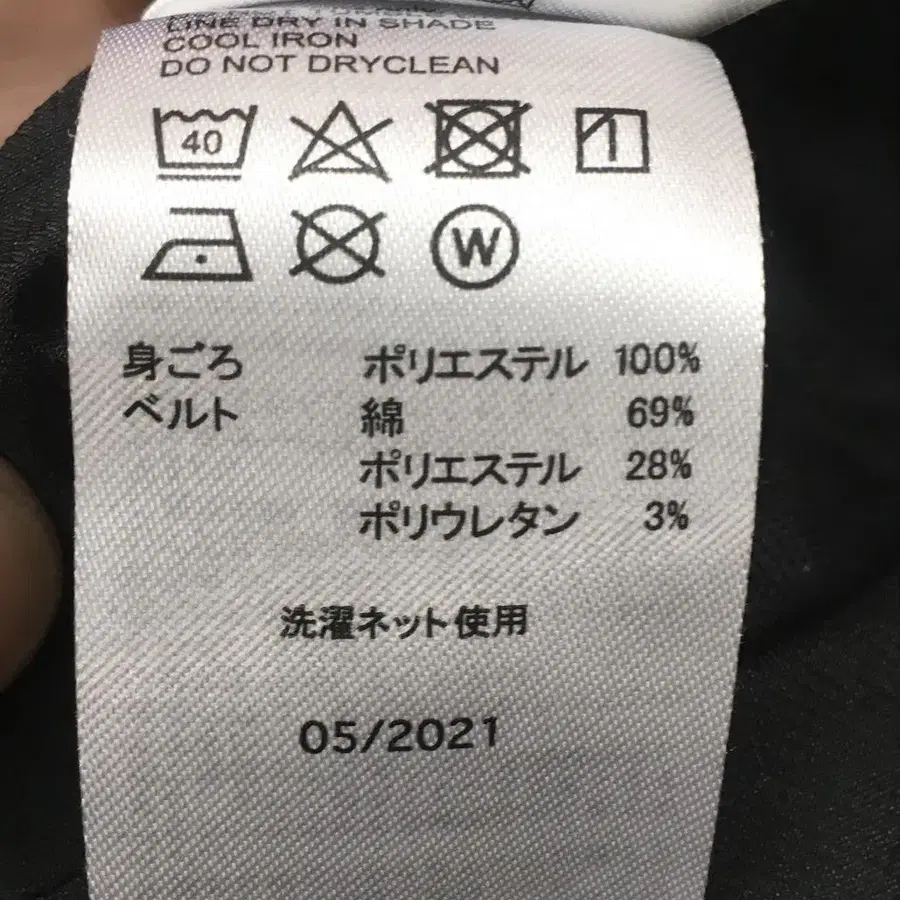 LINE DRY IN SHADE
COOL IRON
DO NOT DRYCLEAN
40
W
身ごろ ポリエステル 100%
ベルト 綿 69%
ポリエステル 28%
ポリウレタン 3%
洗濯ネット使用
05/2021